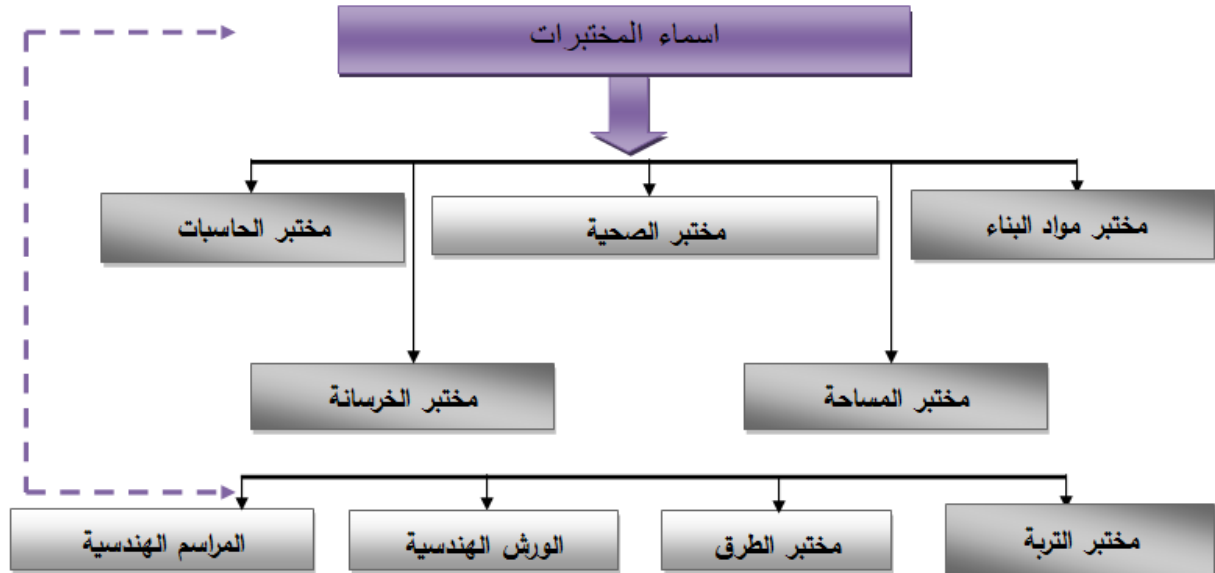 اسماء المختبرات
مختبر مواد البناء
مختبر الصحية
مختبر الحاسبات
مختبر المساحة
مختبر الخرسانة
مختبر التربة
مختبر الطرق
الورش الهندسية
المراسم الهندسية